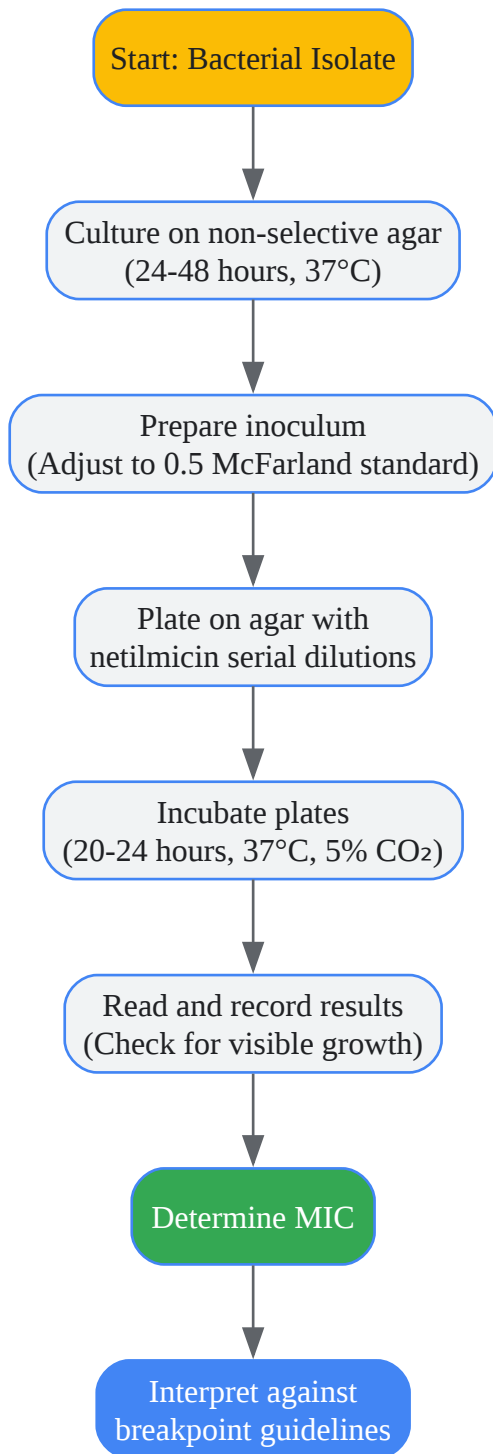 Start: Bacterial Isolate
Culture on non-selective agar
(24-48 hours, 37°C)
Prepare inoculum
(Adjust to 0.5 McFarland standard)
Plate on agar with
netilmicin serial dilutions
Incubate plates
(20-24 hours, 37°C, 5% CO₂)
Read and record results
(Check for visible growth)
Determine MIC
Interpret against
breakpoint guidelines